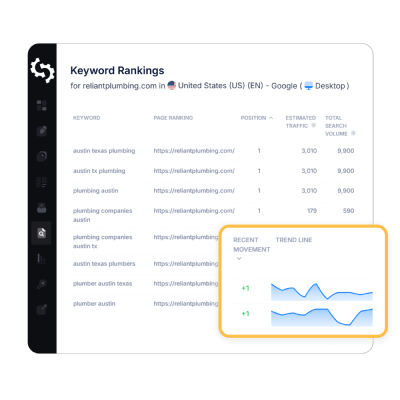 Keyword Rankings
for reliantplumbing.com in United States (US) (EN) - Google ( Desktop )
KEYWORD PAGE RANKING POSITION ESTIMATED TRAFFIC TOTAL SEARCH VOLUME
austin texas plumbing https://reliantplumbing.com/ 1 3,010 9,900
austin tx plumbing https://reliantplumbing.com/ 1 3,010 9,900
plumbing austin https://reliantplumbing.com/ 1 3,010 9,900
plumbing companies https://reliantplumbing.com/ 1 179 590
austin
plumbing companies https://reliantplumbing
austin tx
austin texas plumbers https://reliantplumbing
plumber austin texas https://reliantplumbing
plumber austin https://reliantplumbing
RECENT MOVEMENT TREND LINE
+1
+1